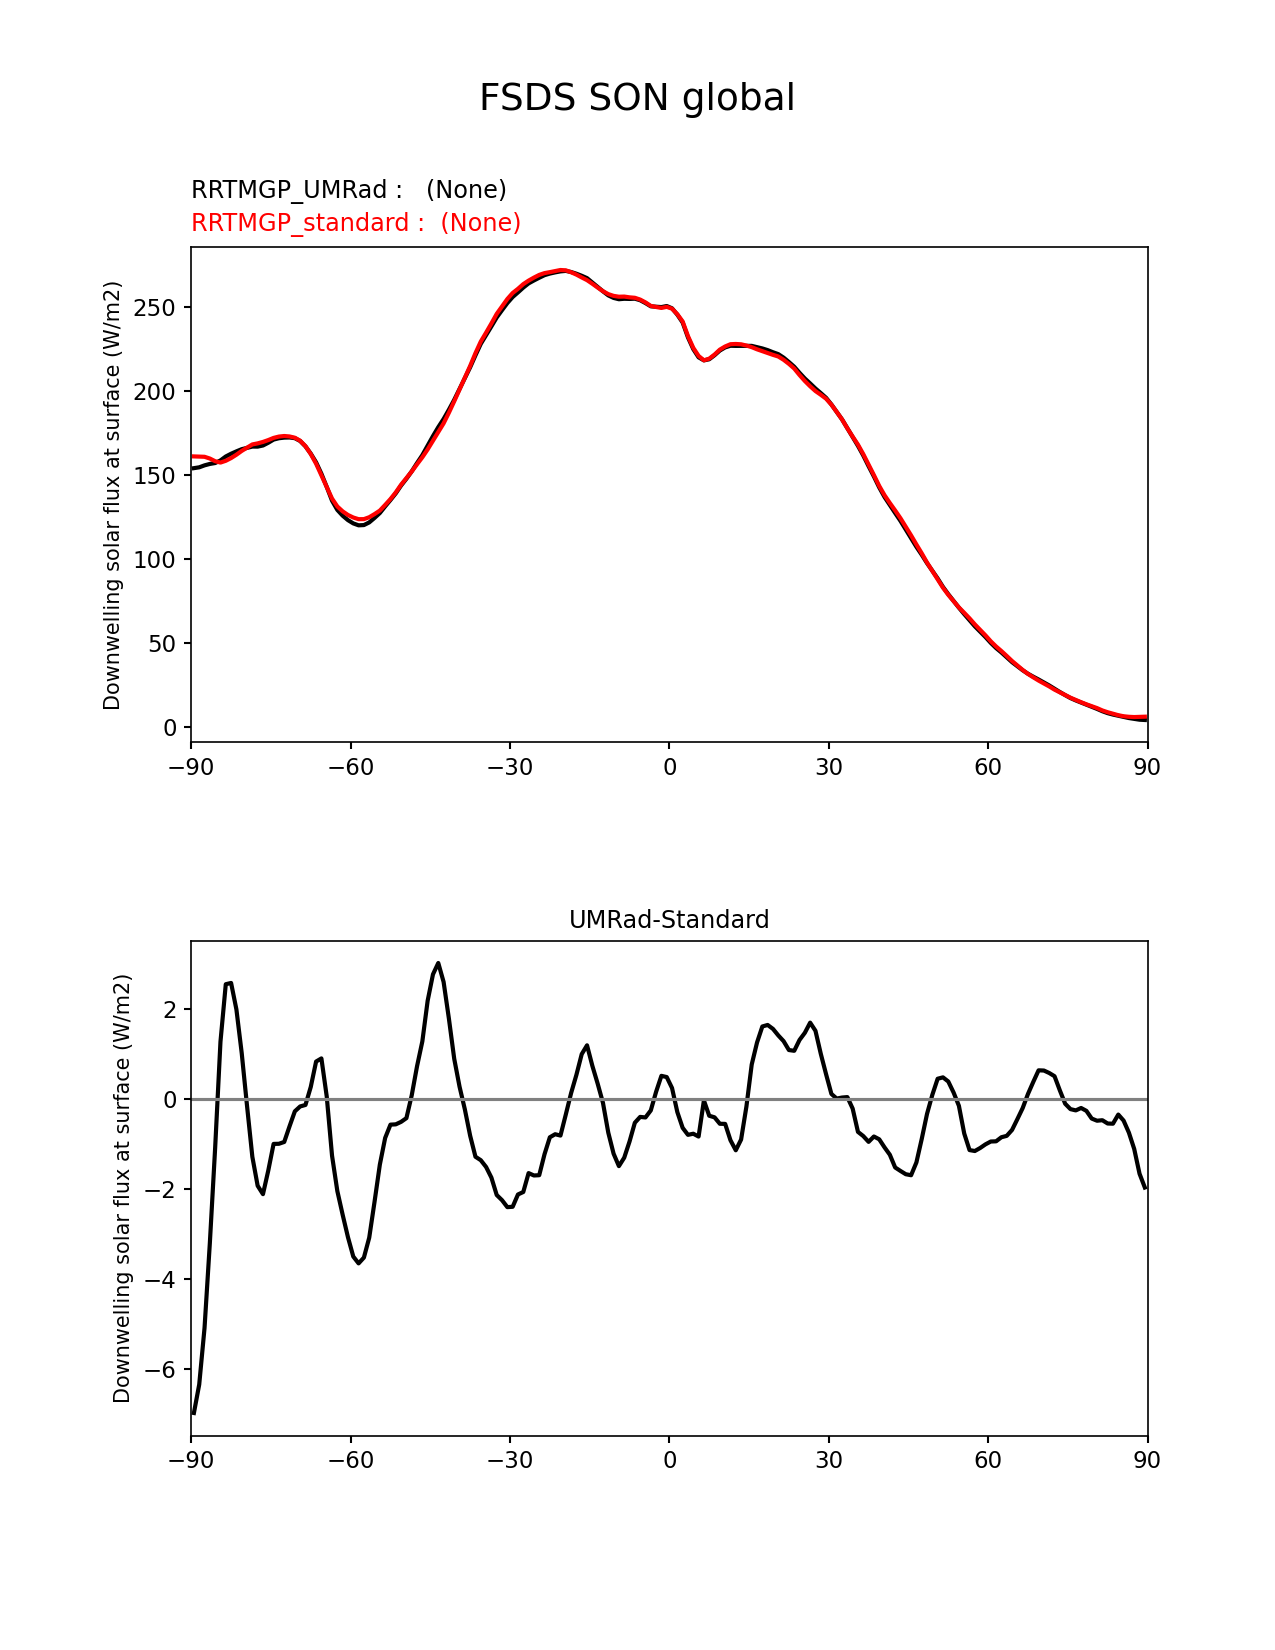 FSDS SON global
RRTMGP_UMRad :   (None)
RRTMGP_standard :  (None)
Downwelling solar flux at surface (W/m2)
250
200
150
100
50
0
−90 −60 −30 0 30 60 90
UMRad-Standard
Downwelling solar flux at surface (W/m2)
2
0
−2
−4
−6
−90 −60 −30 0 30 60 90